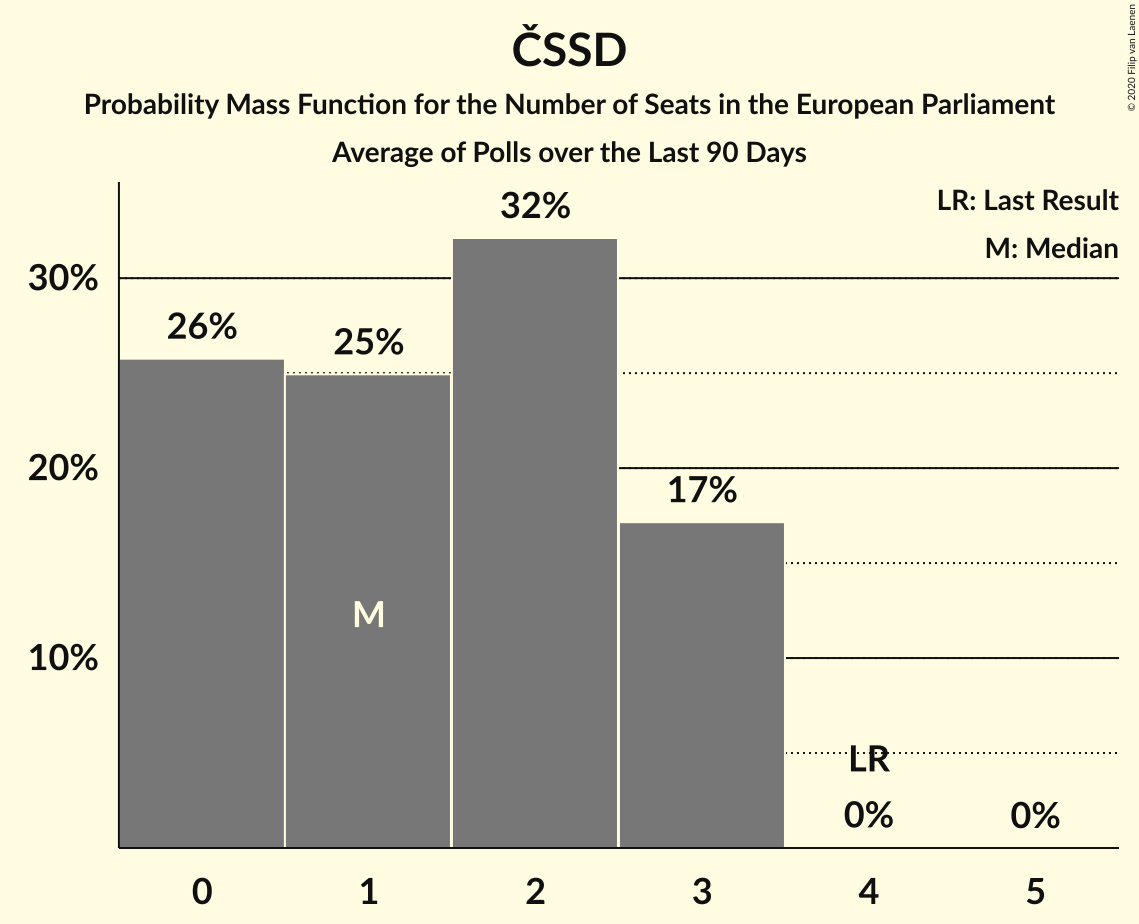 ČSSD
Probability Mass Function for the Number of Seats in the European Parliament
Average of Polls over the Last 90 Days
© 2020 Filip van Laenen
LR: Last Result
M: Median
32%
30%
26%
25%
20%
17%
M
10%
LR
0%
0%
0 1 2 3 4 5